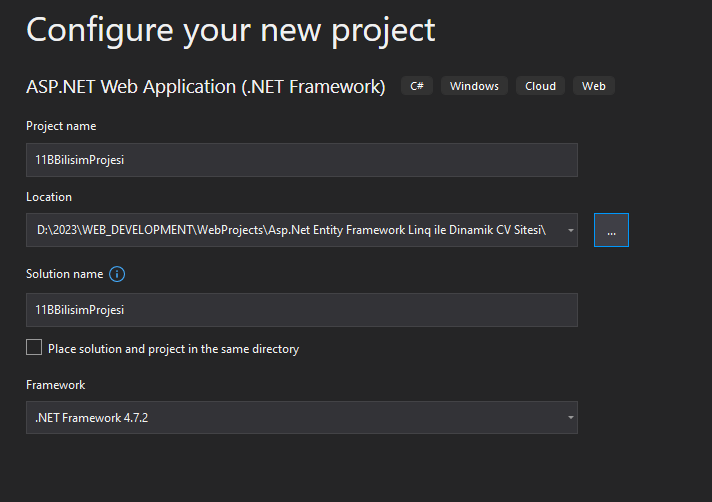 Configure your new project
ASP.NET Web Application (.NET Framework) C# Windows Cloud Web
Project name
11BBilisimProjesi
Location
D:\2023\WEB_DEVELOPMENT\WebProjects\Asp.Net Entity Framework Linq ile Dinamik CV Sitesi\ ...
Solution name
11BBilisimProjesi
Place solution and project in the same directory
Framework
.NET Framework 4.7.2